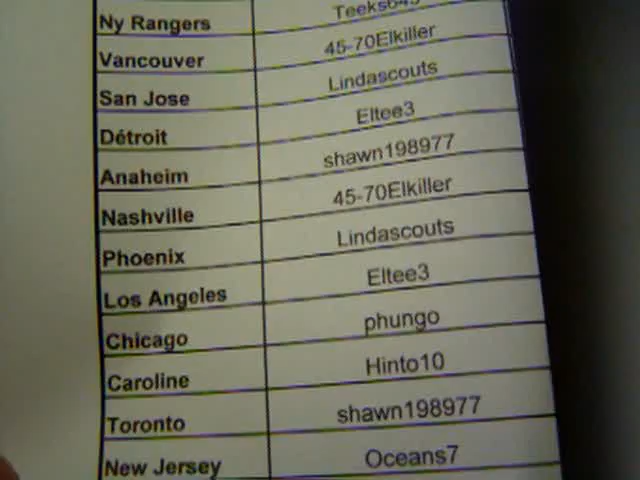 Ny Rangers
Vancouver 45-70Elkiller
San Jose Lindascouts
Détroit Eltee3
Anaheim shawn198977
Nashville 45-70Elkiller
Phoenix Lindascouts
Los Angeles Eltee3
Chicago phungo
Caroline Hinto10
Toronto shawn198977
New Jersey Oceans7